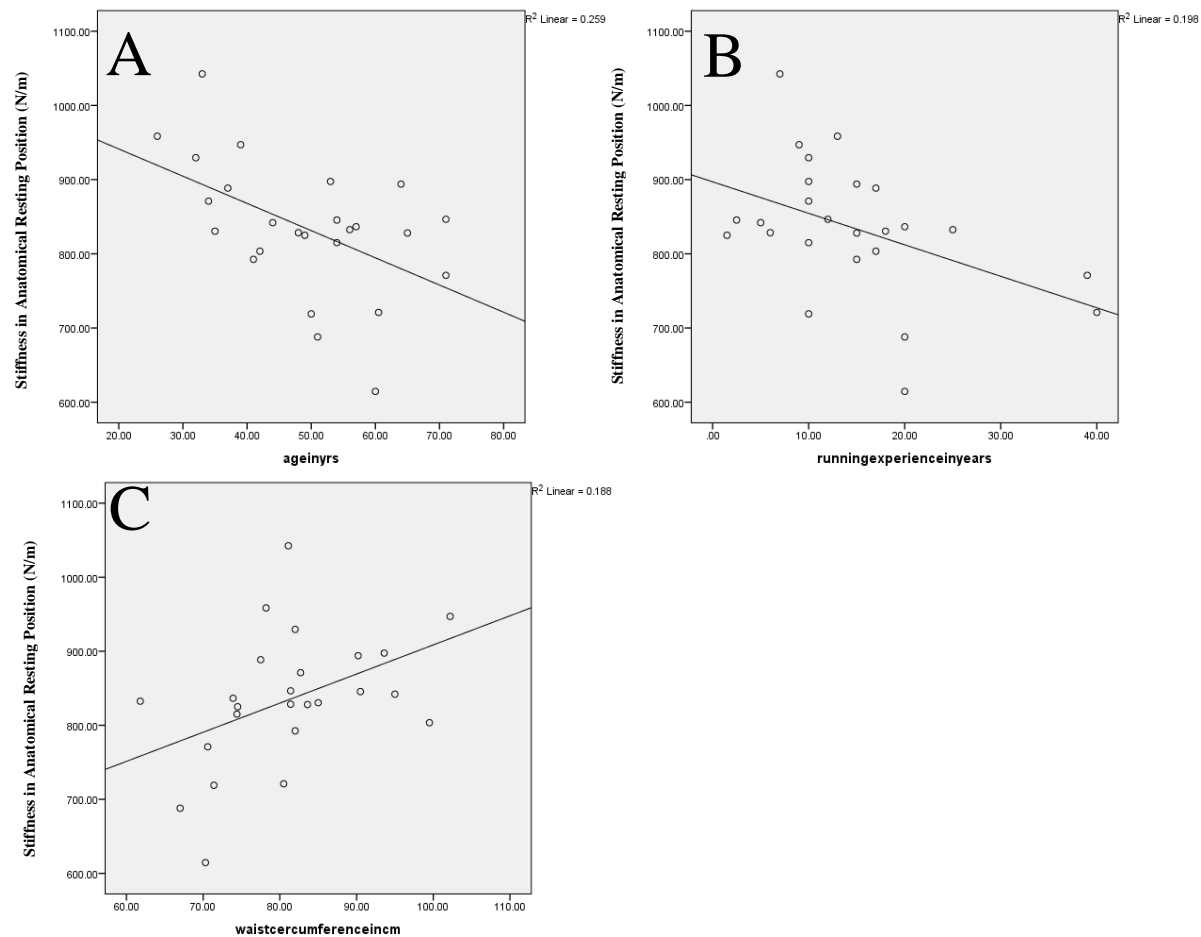 A
R² Linear = 0.259
Stiffness in Anatomical Resting Position (N/m)
1100.00
1000.00
900.00
800.00
700.00
600.00
20.00 30.00 40.00 50.00 60.00 70.00 80.00
ageinyrs
B
R² Linear = 0.198
Stiffness in Anatomical Resting Position (N/m)
1100.00
1000.00
900.00
800.00
700.00
600.00
.00 10.00 20.00 30.00 40.00
runningexperienceinyears
C
R² Linear = 0.188
Stiffness in Anatomical Resting Position (N/m)
1100.00
1000.00
900.00
800.00
700.00
600.00
60.00 70.00 80.00 90.00 100.00 110.00
waistcercumferenceincm